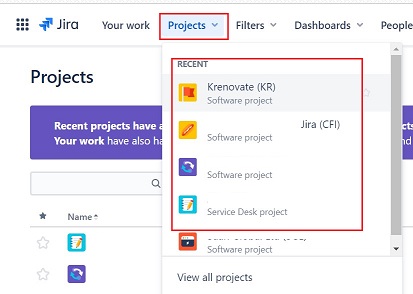 Jira
Your work
Projects
Filters
Dashboards
People
Projects
RECENT
Krenovate (KR)
Software project
Jira (CFI)
Software project
Software project
Service Desk project
Recent projects have a
Your work have also ha
Name
View all projects